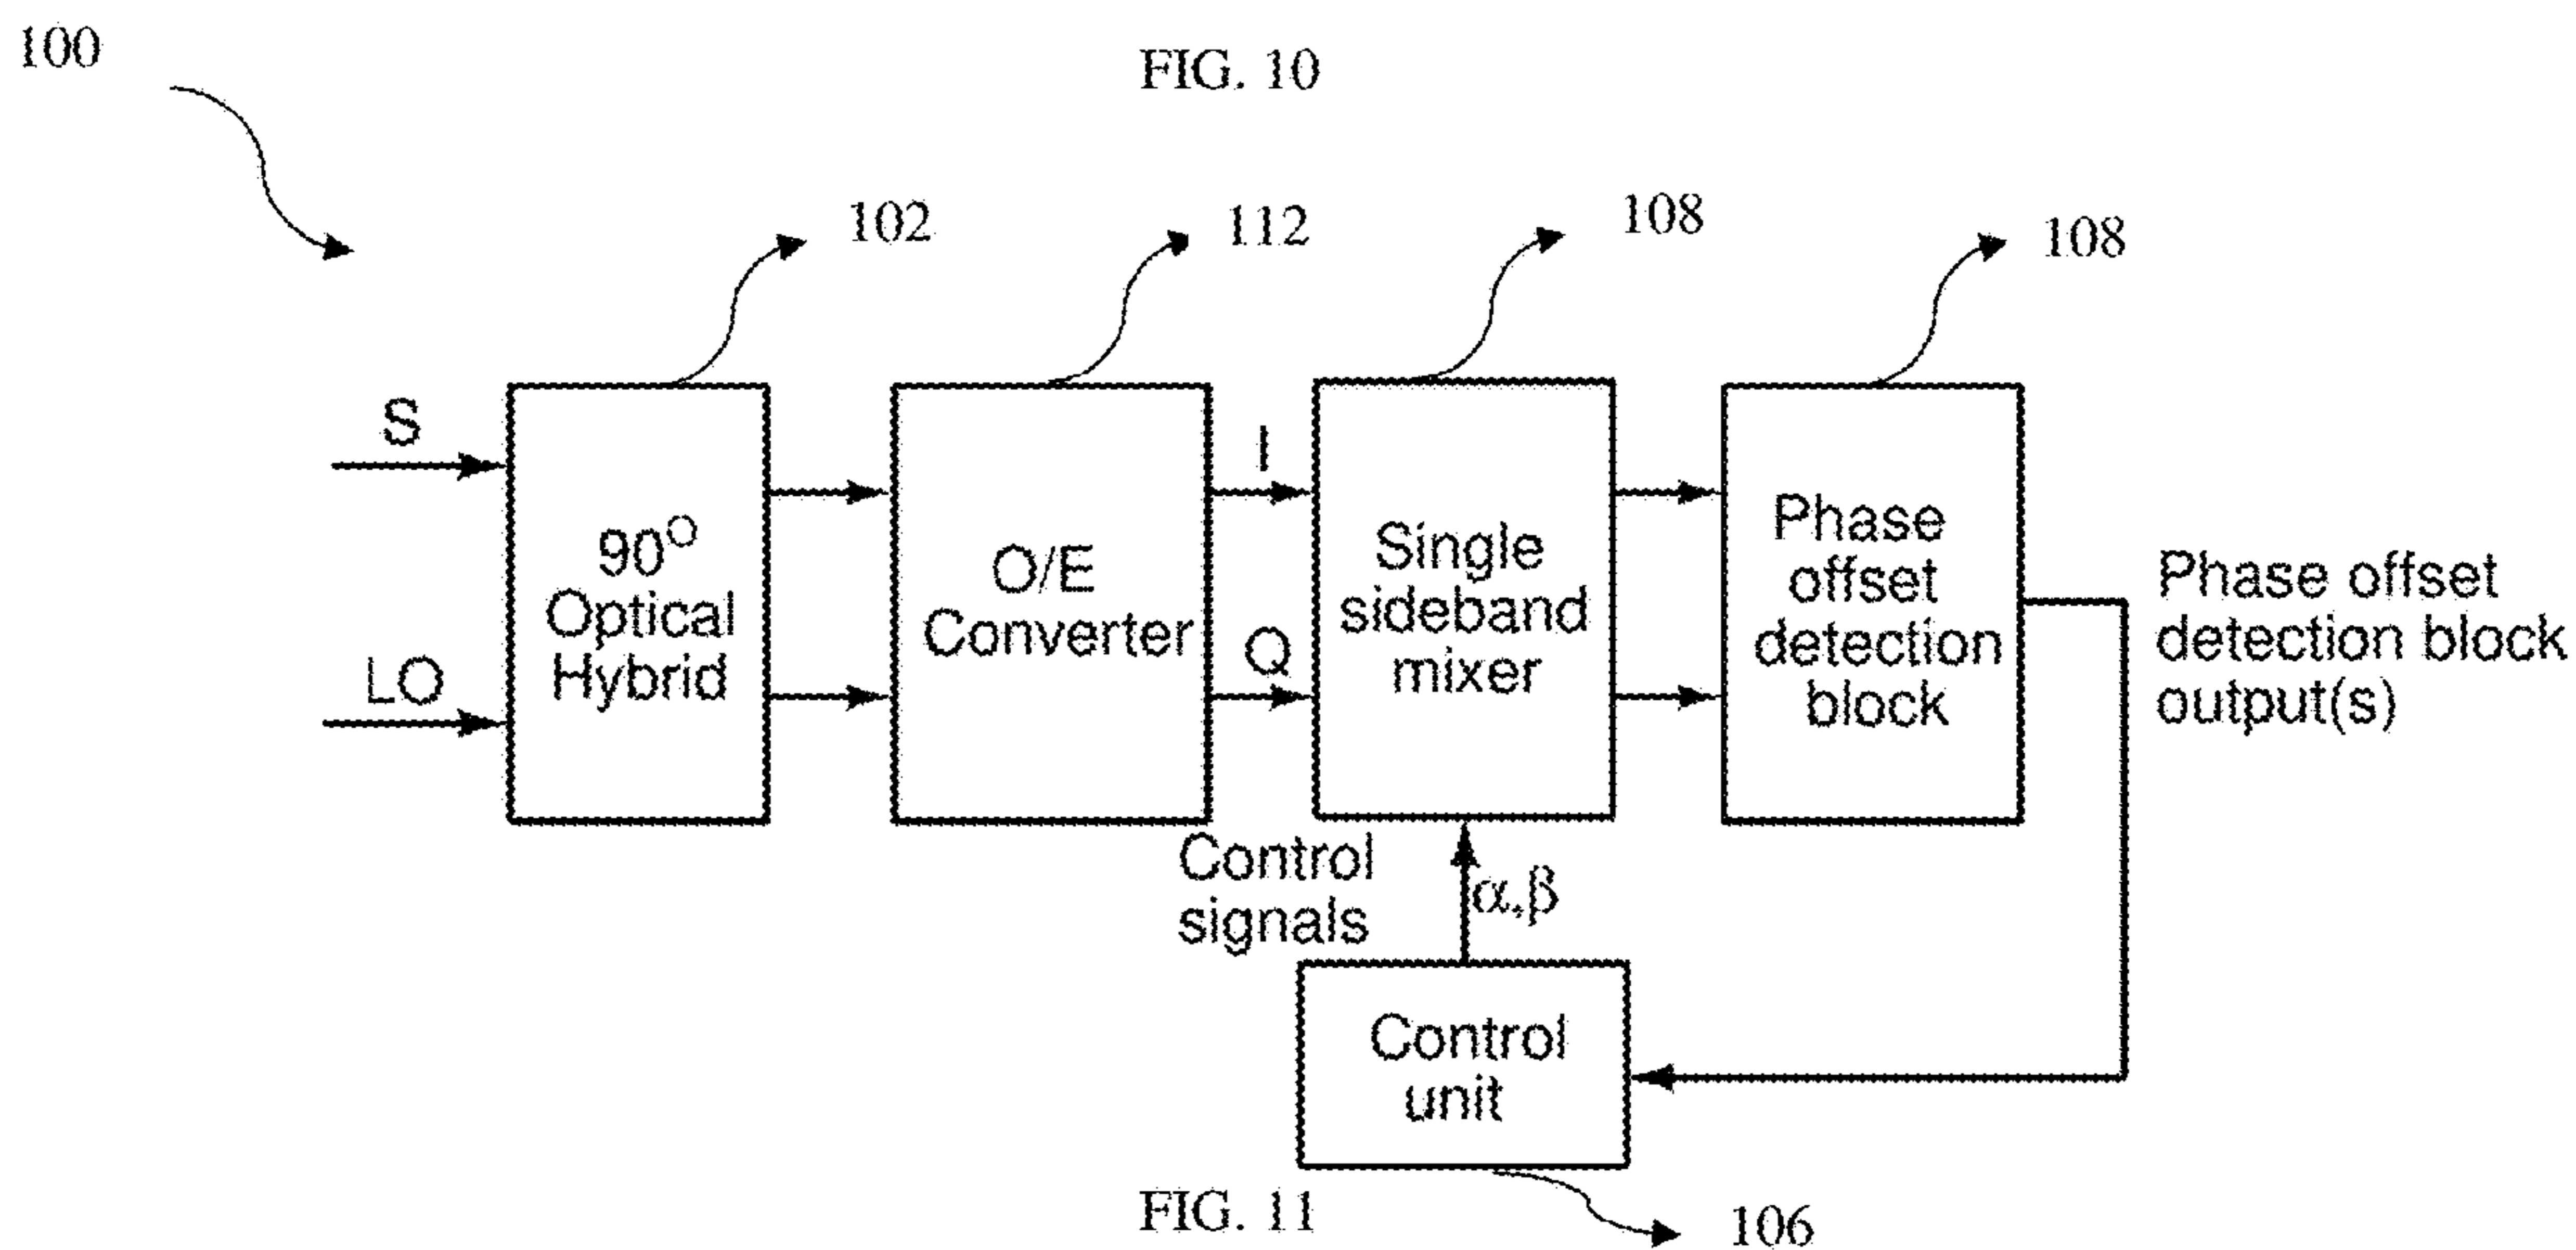 100
FIG. 10
102
112
108
108
S
LO
90°
Optical
Hybrid
O/E
Converter
I
Q
Single
sideband
mixer
Phase
offset
detection
block
Phase offset
detection block
output(s)
Control
signals
α,β
Control
unit
FIG. 11
106